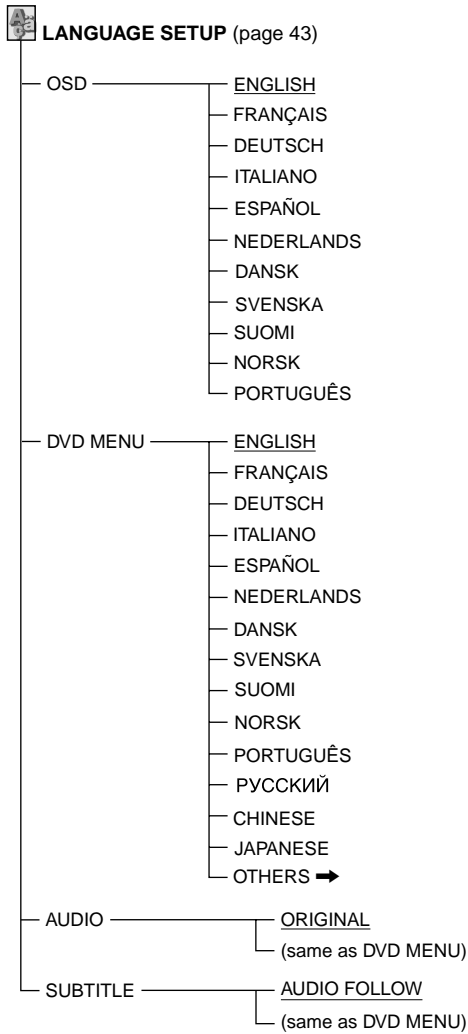 LANGUAGE SETUP (page 43)
OSD ENGLISH
FRANÇAIS
DEUTSCH
ITALIANO
ESPAÑOL
NEDERLANDS
DANSK
SVENSKA
SUOMI
NORSK
PORTUGUÊS
DVD MENU ENGLISH
FRANÇAIS
DEUTSCH
ITALIANO
ESPAÑOL
NEDERLANDS
DANSK
SVENSKA
SUOMI
NORSK
PORTUGUÊS
РУССКИЙ
CHINESE
JAPANESE
OTHERS ➡
AUDIO ORIGINAL
(same as DVD MENU)
SUBTITLE AUDIO FOLLOW
(same as DVD MENU)